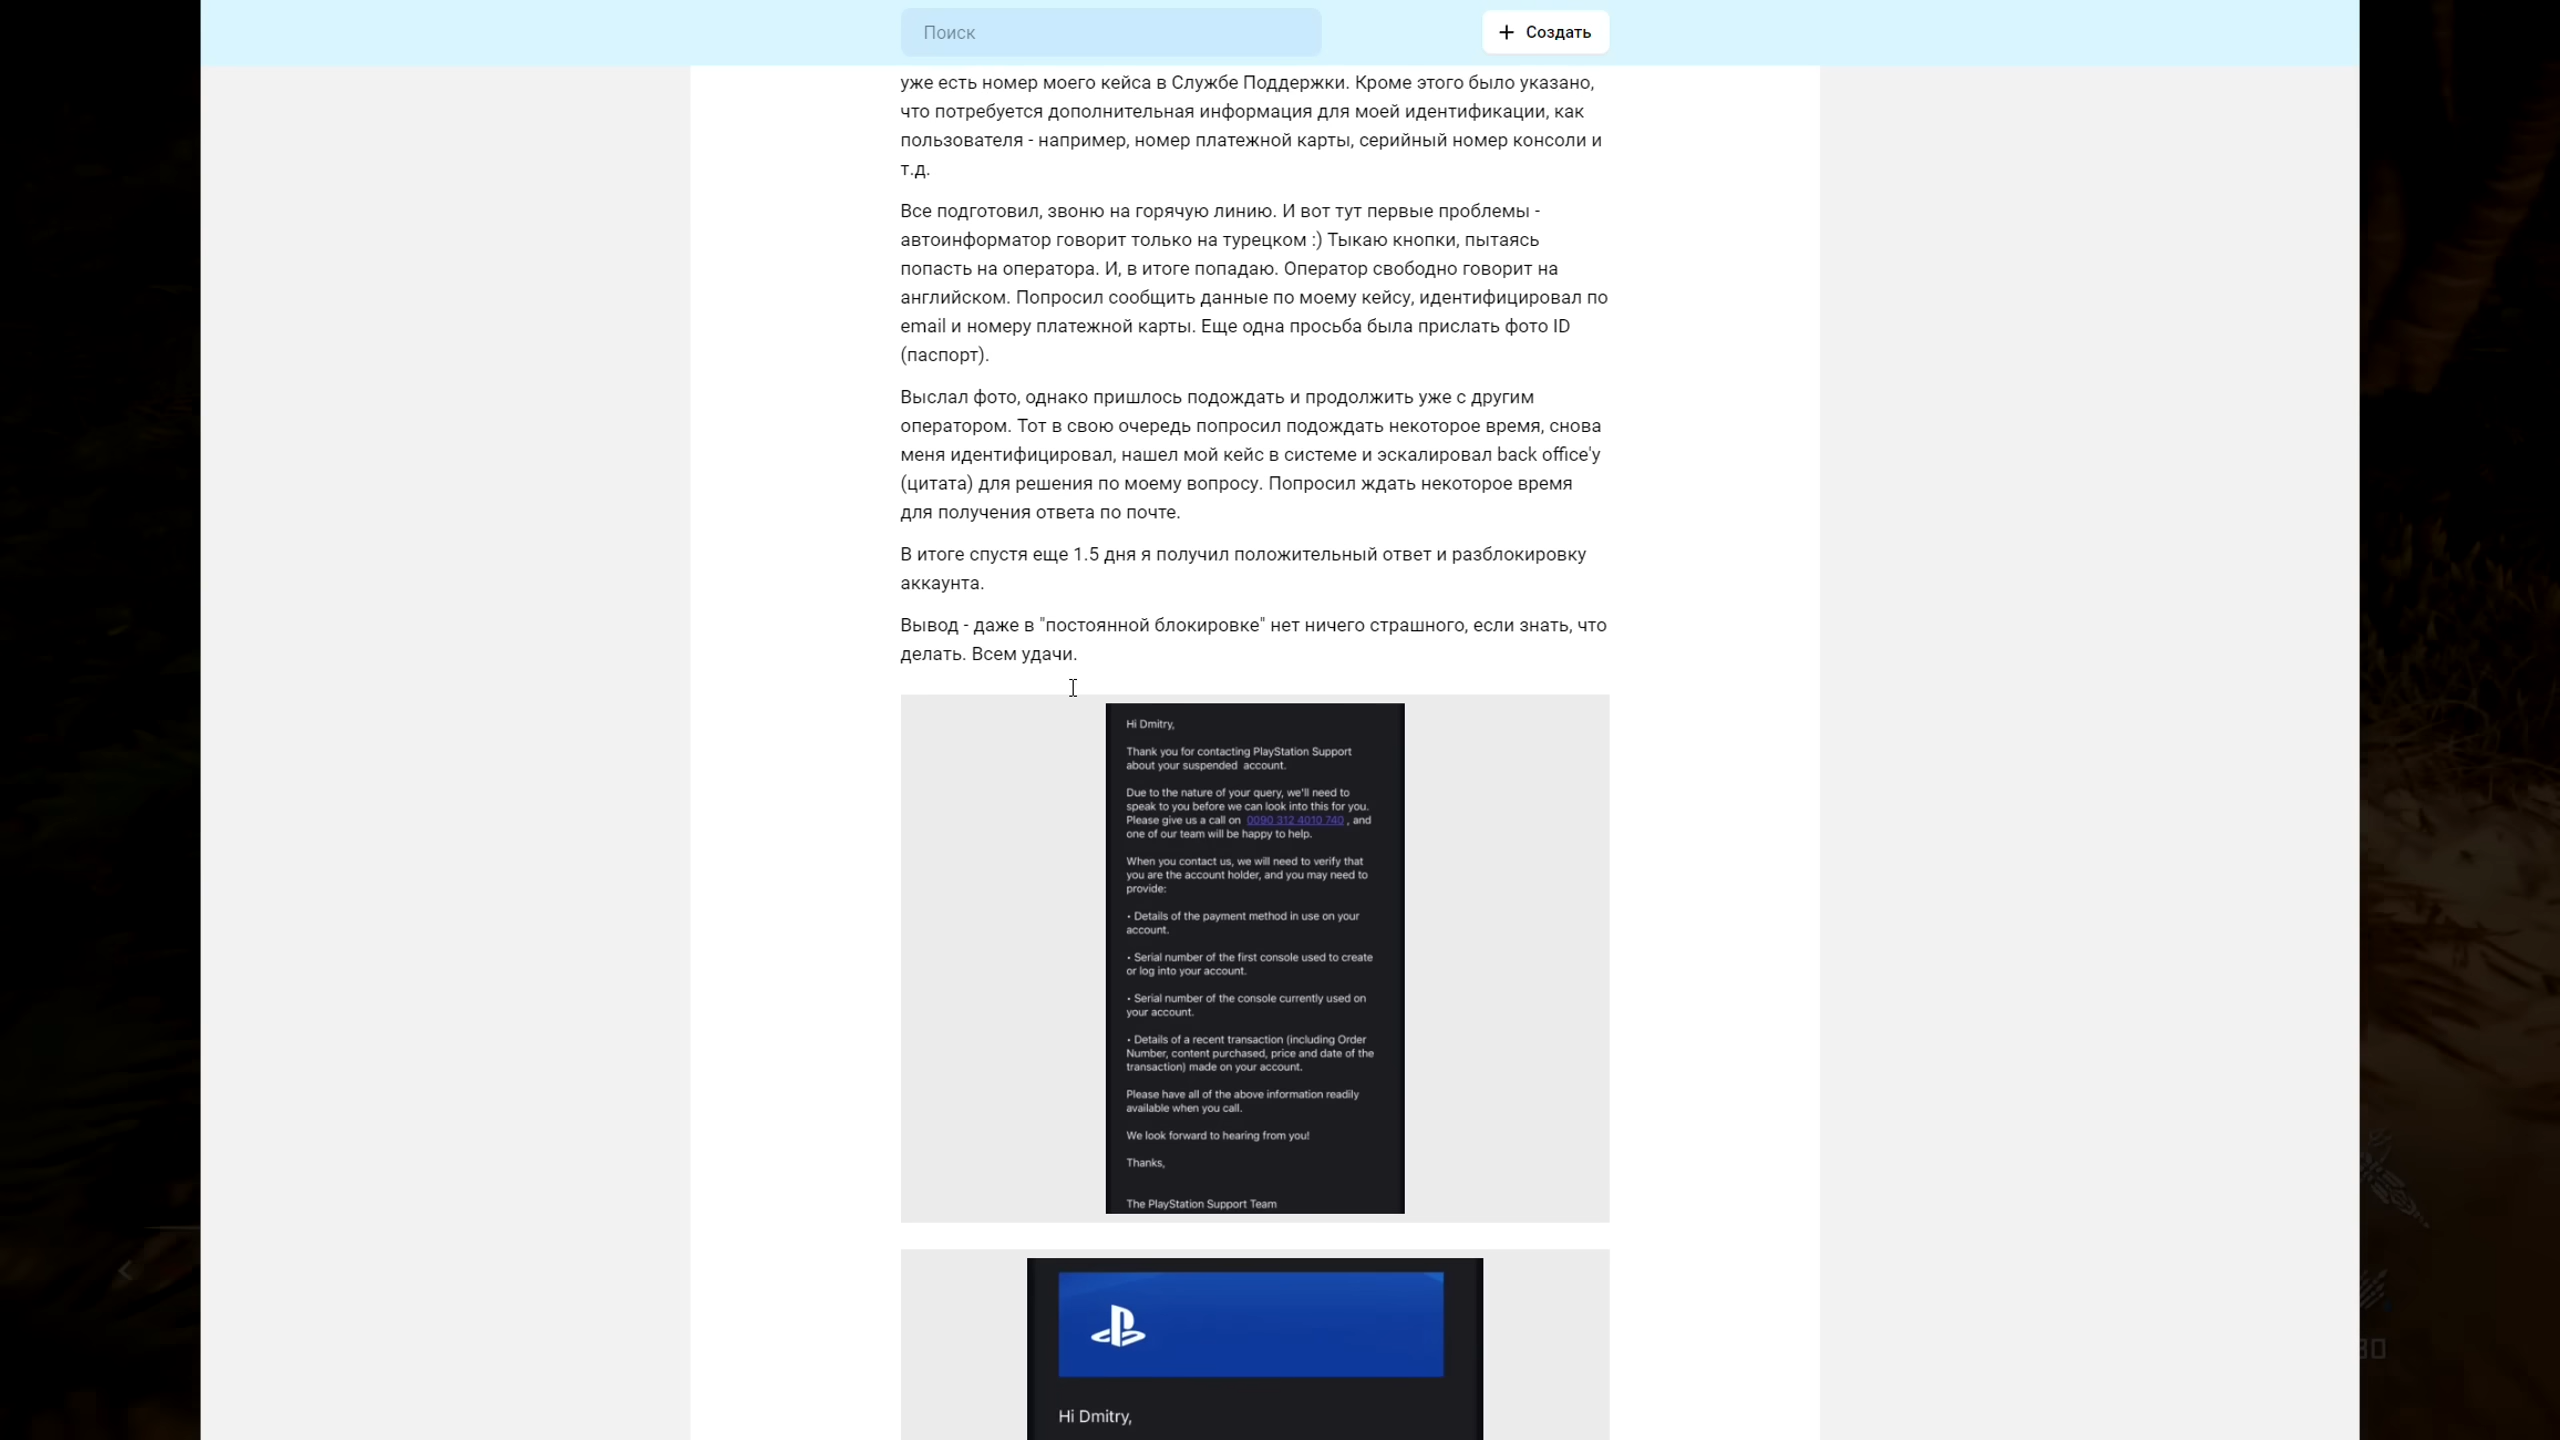 Поиск
+ Создать
уже есть номер моего кейса в Службе Поддержки. Кроме этого было указано,
что потребуется дополнительная информация для моей идентификации, как
пользователя - например, номер платежной карты, серийный номер консоли и
т.д.
Все подготовил, звоню на горячую линию. И вот тут первые проблемы -
автоинформатор говорит только на турецком :) Тыкаю кнопки, пытаясь
попасть на оператора. И, в итоге попадаю. Оператор свободно говорит на
английском. Попросил сообщить данные по моему кейсу, идентифицировал по
email и номеру платежной карты. Еще одна просьба была прислать фото ID
(паспорт).
Выслал фото, однако пришлось подождать и продолжить уже с другим
оператором. Тот в свою очередь попросил подождать некоторое время, снова
меня идентифицировал, нашел мой кейс в системе и эскалировал back office'у
(цитата) для решения по моему вопросу. Попросил ждать некоторое время
для получения ответа по почте.
В итоге спустя еще 1.5 дня я получил положительный ответ и разблокировку
аккаунта.
Вывод - даже в "постоянной блокировке" нет ничего страшного, если знать, что
делать. Всем удачи.
Hi Dmitry,
Thank you for contacting PlayStation Support
about your suspended account.
Due to the nature of your query, we'll need to
speak to you before we can look into this for you.
Please give us a call on 0090 312 4010 740 , and
one of our team will be happy to help.
When you contact us, we will need to verify that
you are the account holder, and you may need to
provide:
• Details of the payment method in use on your
account.
• Serial number of the first console used to create
or log into your account.
• Serial number of the console currently used on
your account.
• Details of a recent transaction (including Order
Number, content purchased, price and date of the
transaction) made on your account.
Please have all of the above information readily
available when you call.
We look forward to hearing from you!
Thanks,
The PlayStation Support Team
Hi Dmitry,